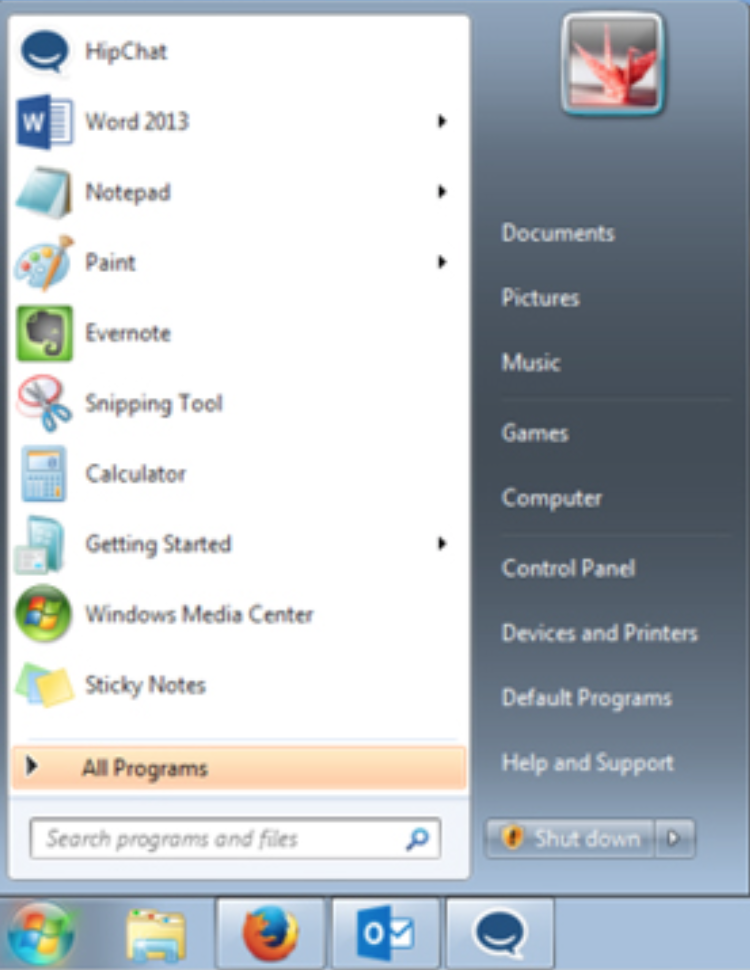 HipChat
Word 2013
Notepad
Paint
Evernote
Snipping Tool
Calculator
Getting Started
Windows Media Center
Sticky Notes
All Programs
Search programs and files
Documents
Pictures
Music
Games
Computer
Control Panel
Devices and Printers
Default Programs
Help and Support
Shut down